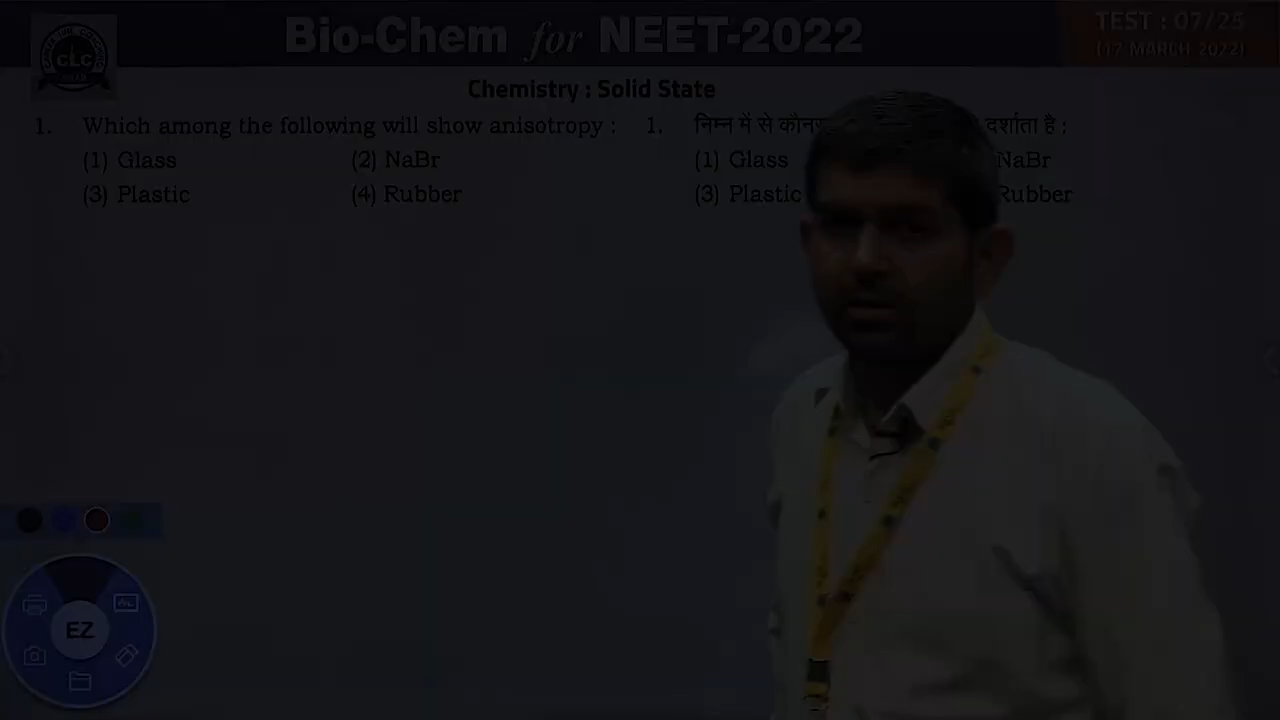 Bio-Chem for NEET-2022
TEST : 07/25
(17 MARCH 2022)
CLC
Chemistry : Solid State
1. Which among the following will show anisotropy :
(1) Glass (2) NaBr
(3) Plastic (4) Rubber
1. निम्न में से दर्शाता है :
(1) Glass NaBr
(3) Plastic Rubber
EZ